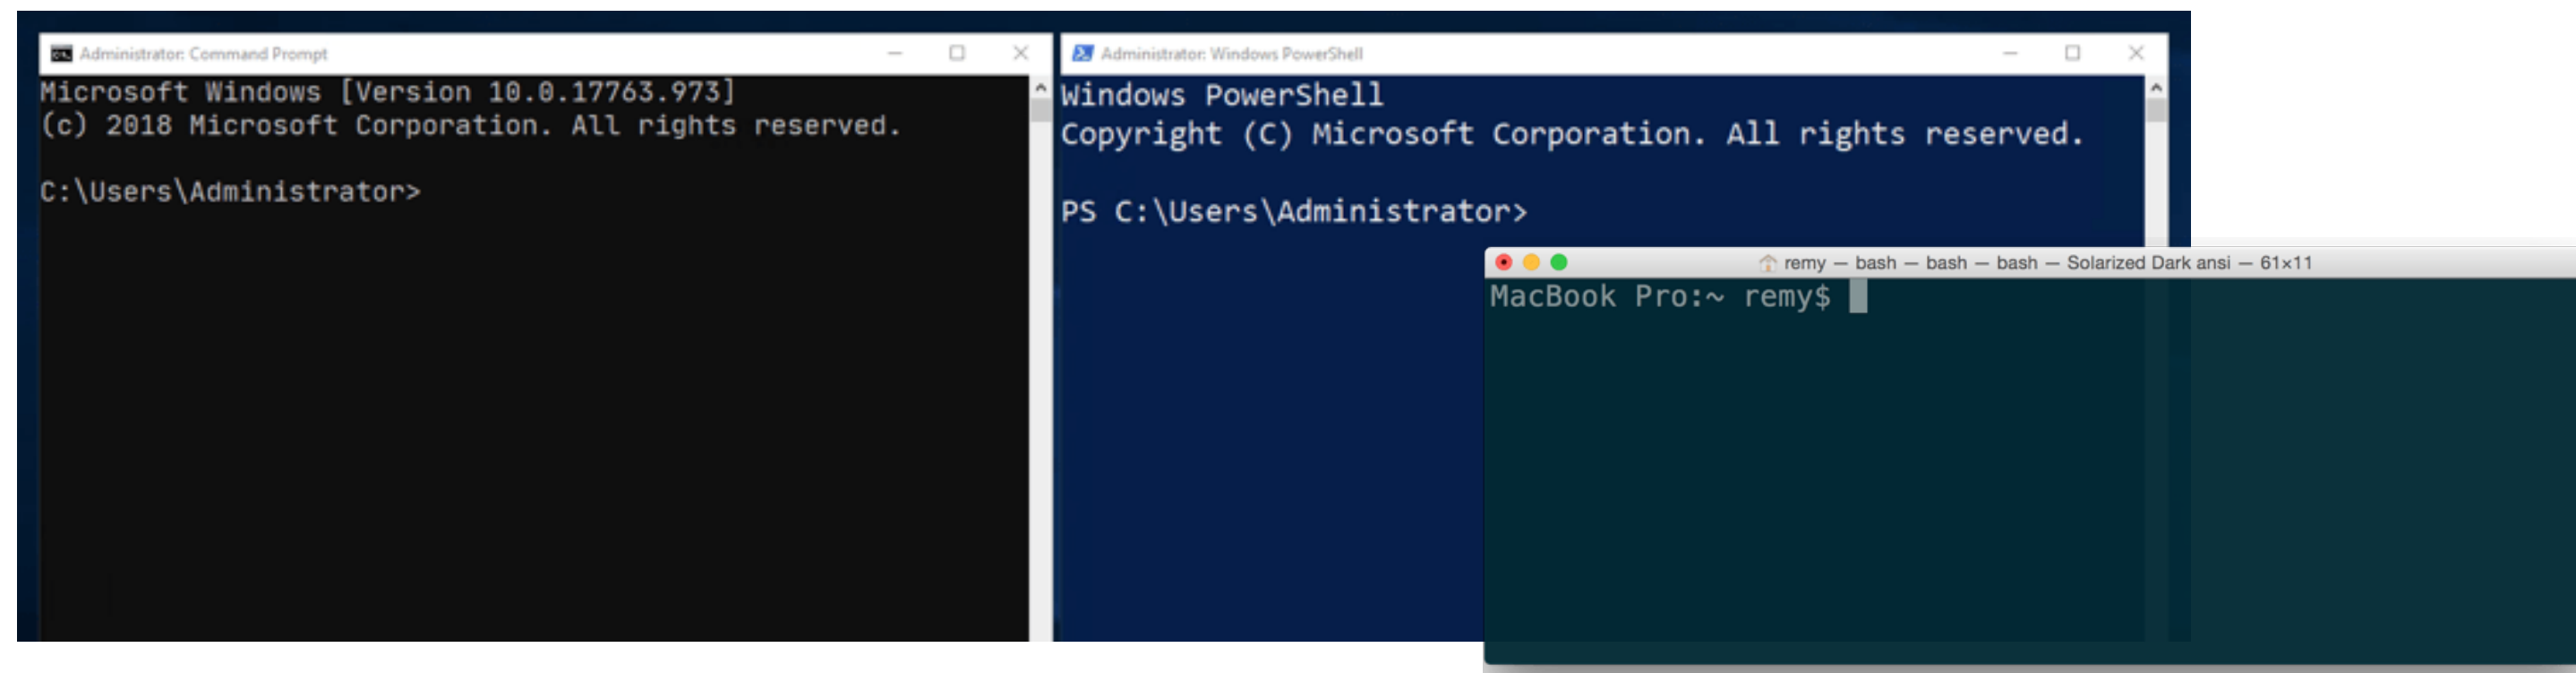 Administrator: Command Prompt
Microsoft Windows [Version 10.0.17763.973]
(c) 2018 Microsoft Corporation. All rights reserved.
C:\Users\Administrator>
Administrator: Windows PowerShell
Windows PowerShell
Copyright (C) Microsoft Corporation. All rights reserved.
PS C:\Users\Administrator>
remy — bash — bash — bash — Solarized Dark ansi — 61×11
MacBook Pro:~ remy$